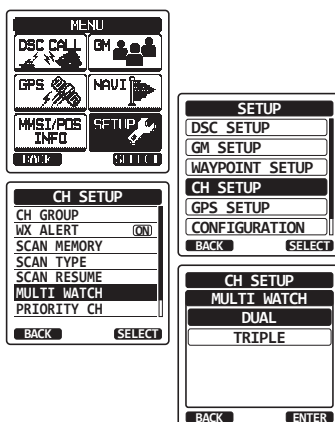 MENU
DSC CALL
GM
GPS
NAVI
MMSI/POS
INFO
SETUP
BACK
SELECT
SETUP
DSC SETUP
GM SETUP
WAYPOINT SETUP
CH SETUP
GPS SETUP
CONFIGURATION
BACK
SELECT
CH SETUP
CH GROUP
WX ALERT
ON
SCAN MEMORY
SCAN TYPE
SCAN RESUME
MULTI WATCH
PRIORITY CH
BACK
SELECT
CH SETUP
MULTI WATCH
DUAL
TRIPLE
BACK
ENTER